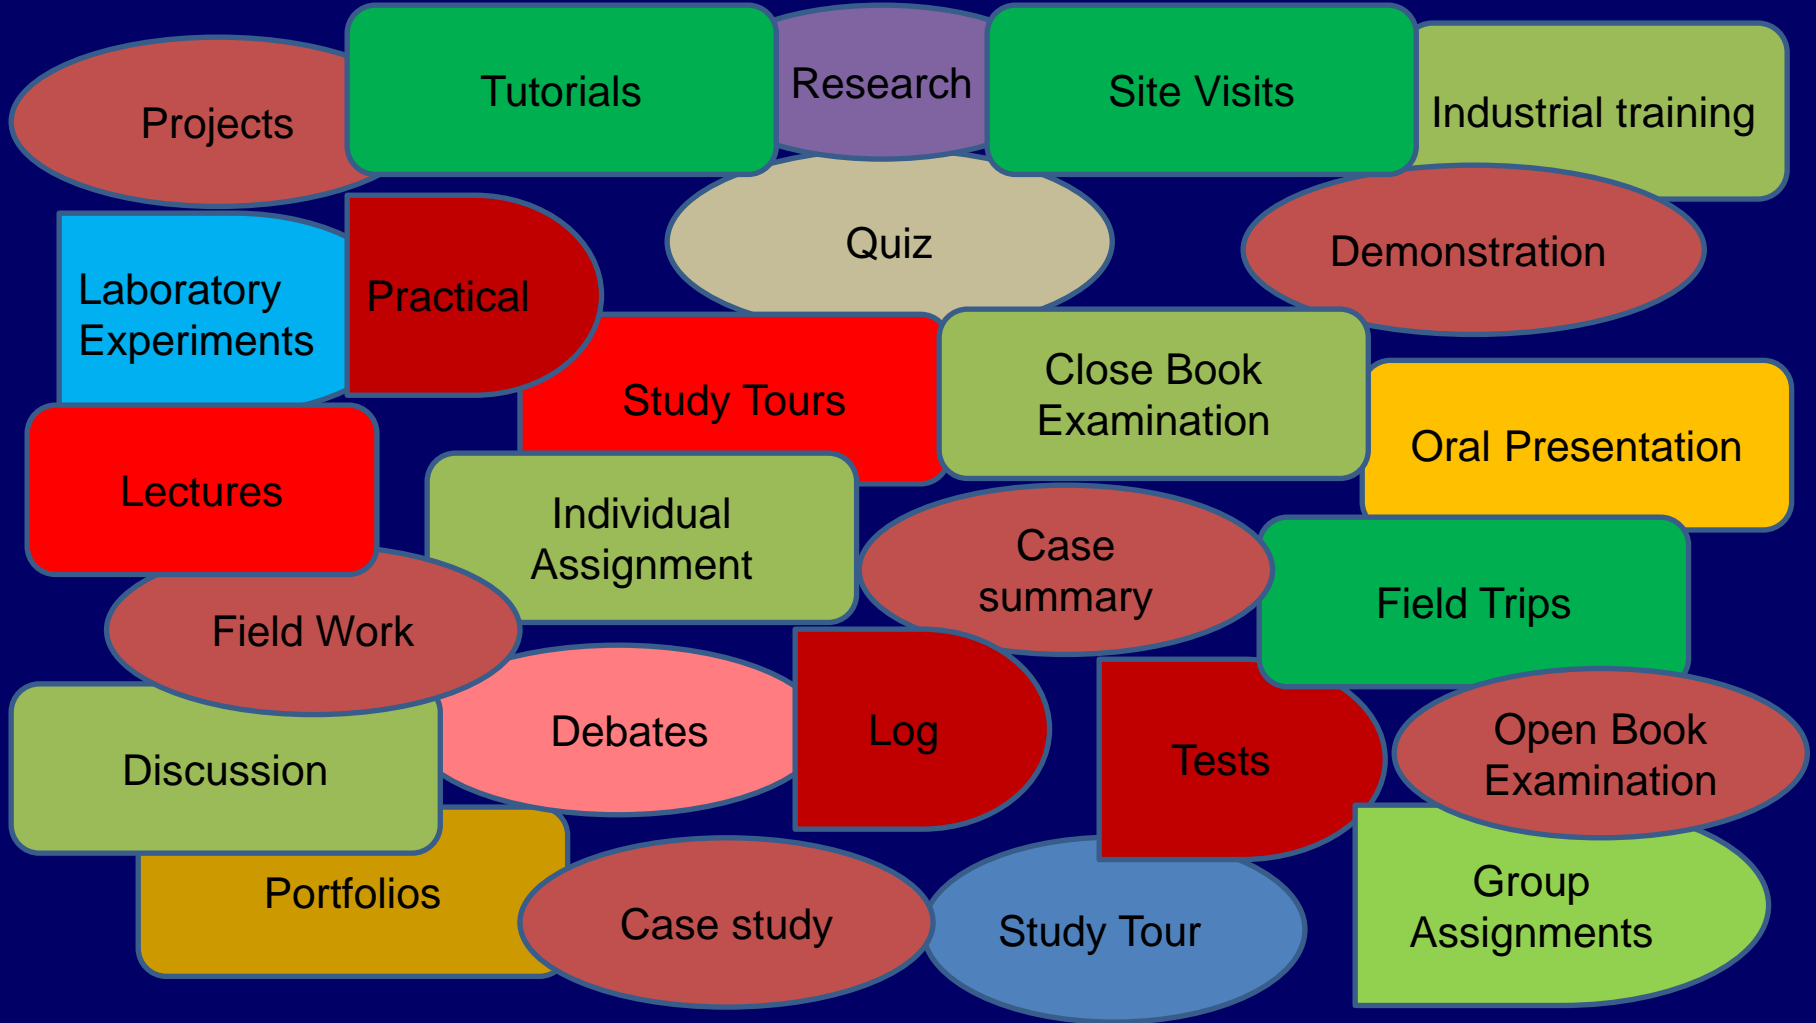 Projects
Tutorials
Research
Site Visits
Industrial training
Laboratory
Experiments
Practical
Quiz
Demonstration
Study Tours
Close Book
Examination
Oral Presentation
Lectures
Individual
Assignment
Case
summary
Field Trips
Field Work
Discussion
Debates
Log
Tests
Open Book
Examination
Portfolios
Case study
Study Tour
Group
Assignments